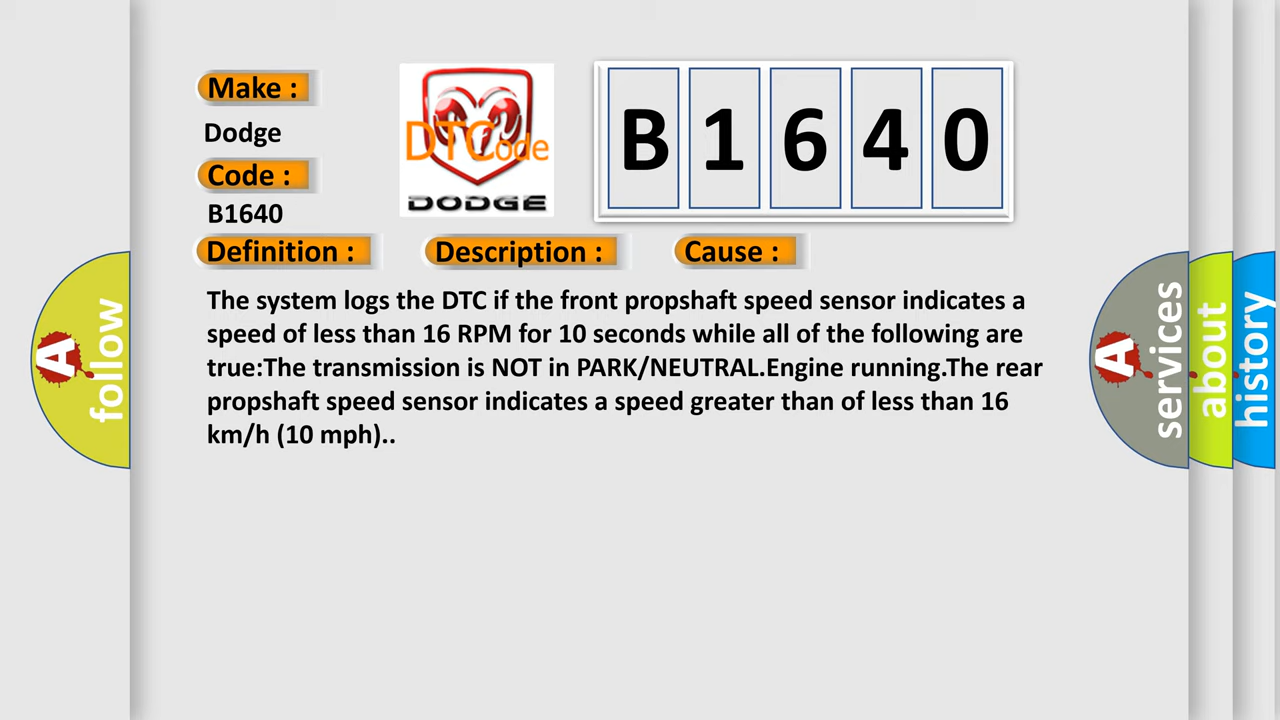 Make :
Dodge
Code :
B1640
DTCode
DODGE
B 1 6 4 0
Definition :
Description :
Cause :
The system logs the DTC if the front propshaft speed sensor indicates a
speed of less than 16 RPM for 10 seconds while all of the following are
true:The transmission is NOT in PARK/NEUTRAL.Engine running.The rear
propshaft speed sensor indicates a speed greater than of less than 16
km/h (10 mph)..
A
follow
A
services
about
history